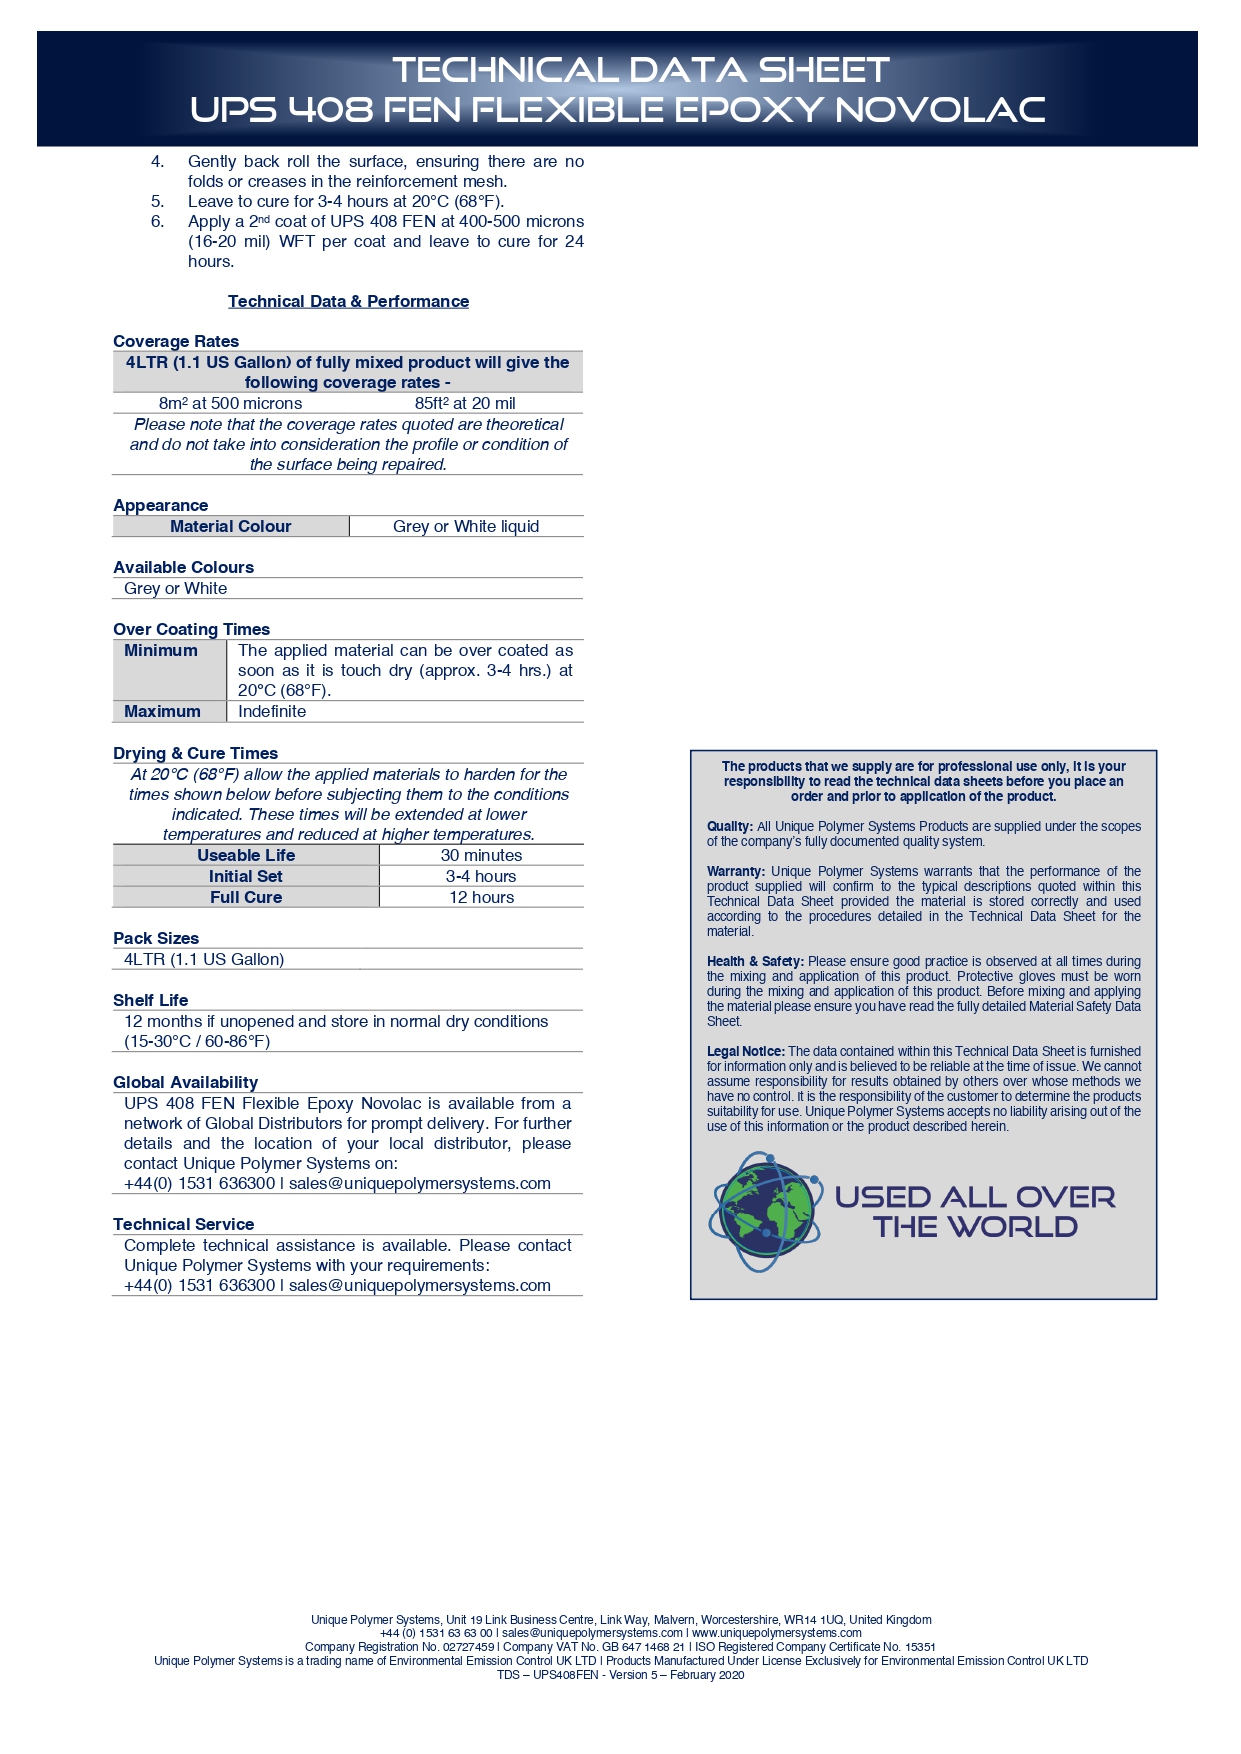 TECHNICAL DATA SHEET
UPS 408 FEN FLEXIBLE EPOXY NOVOLAC
4. Gently back roll the surface, ensuring there are no
folds or creases in the reinforcement mesh.
5. Leave to cure for 3-4 hours at 20°C (68°F).
6. Apply a 2nd coat of UPS 408 FEN at 400-500 microns
(16-20 mil) WFT per coat and leave to cure for 24
hours.
Technical Data & Performance
Coverage Rates
4LTR (1.1 US Gallon) of fully mixed product will give the
following coverage rates -
8m² at 500 microns 85ft² at 20 mil
Please note that the coverage rates quoted are theoretical
and do not take into consideration the profile or condition of
the surface being repaired.
Appearance
Material Colour Grey or White liquid
Available Colours
Grey or White
Over Coating Times
Minimum The applied material can be over coated as
soon as it is touch dry (approx. 3-4 hrs.) at
20°C (68°F).
Maximum Indefinite
Drying & Cure Times
At 20°C (68°F) allow the applied materials to harden for the
times shown below before subjecting them to the conditions
indicated. These times will be extended at lower
temperatures and reduced at higher temperatures.
Useable Life 30 minutes
Initial Set 3-4 hours
Full Cure 12 hours
Pack Sizes
4LTR (1.1 US Gallon)
Shelf Life
12 months if unopened and store in normal dry conditions
(15-30°C / 60-86°F)
Global Availability
UPS 408 FEN Flexible Epoxy Novolac is available from a
network of Global Distributors for prompt delivery. For further
details and the location of your local distributor, please
contact Unique Polymer Systems on:
+44(0) 1531 636300 | sales@uniquepolymersystems.com
Technical Service
Complete technical assistance is available. Please contact
Unique Polymer Systems with your requirements:
+44(0) 1531 636300 | sales@uniquepolymersystems.com
The products that we supply are for professional use only, it is your
responsibility to read the technical data sheets before you place an
order and prior to application of the product.
Quality: All Unique Polymer Systems Products are supplied under the scopes
of the company's fully documented quality system.
Warranty: Unique Polymer Systems warrants that the performance of the
product supplied will confirm to the typical descriptions quoted within this
Technical Data Sheet provided the material is stored correctly and used
according to the procedures detailed in the Technical Data Sheet for the
material.
Health & Safety: Please ensure good practice is observed at all times during
the mixing and application of this product. Protective gloves must be worn
during the mixing and application of this product. Before mixing and applying
the material please ensure you have read the fully detailed Material Safety Data
Sheet.
Legal Notice: The data contained within this Technical Data Sheet is furnished
for information only and is believed to be reliable at the time of issue. We cannot
assume responsibility for results obtained by others over whose methods we
have no control. It is the responsibility of the customer to determine the products
suitability for use. Unique Polymer Systems accepts no liability arising out of the
use of this information or the product described herein.
USED ALL OVER
THE WORLD
Unique Polymer Systems, Unit 19 Link Business Centre, Link Way, Malvern, Worcestershire, WR14 1UQ, United Kingdom
+44 (0) 1531 63 63 00 | sales@uniquepolymersystems.com | www.uniquepolymersystems.com
Company Registration No. 02727459 | Company VAT No. GB 647 1468 21 | ISO Registered Company Certificate No. 15351
Unique Polymer Systems is a trading name of Environmental Emission Control UK LTD | Products Manufactured Under License Exclusively for Environmental Emission Control UK LTD
TDS – UPS408FEN - Version 5 – February 2020